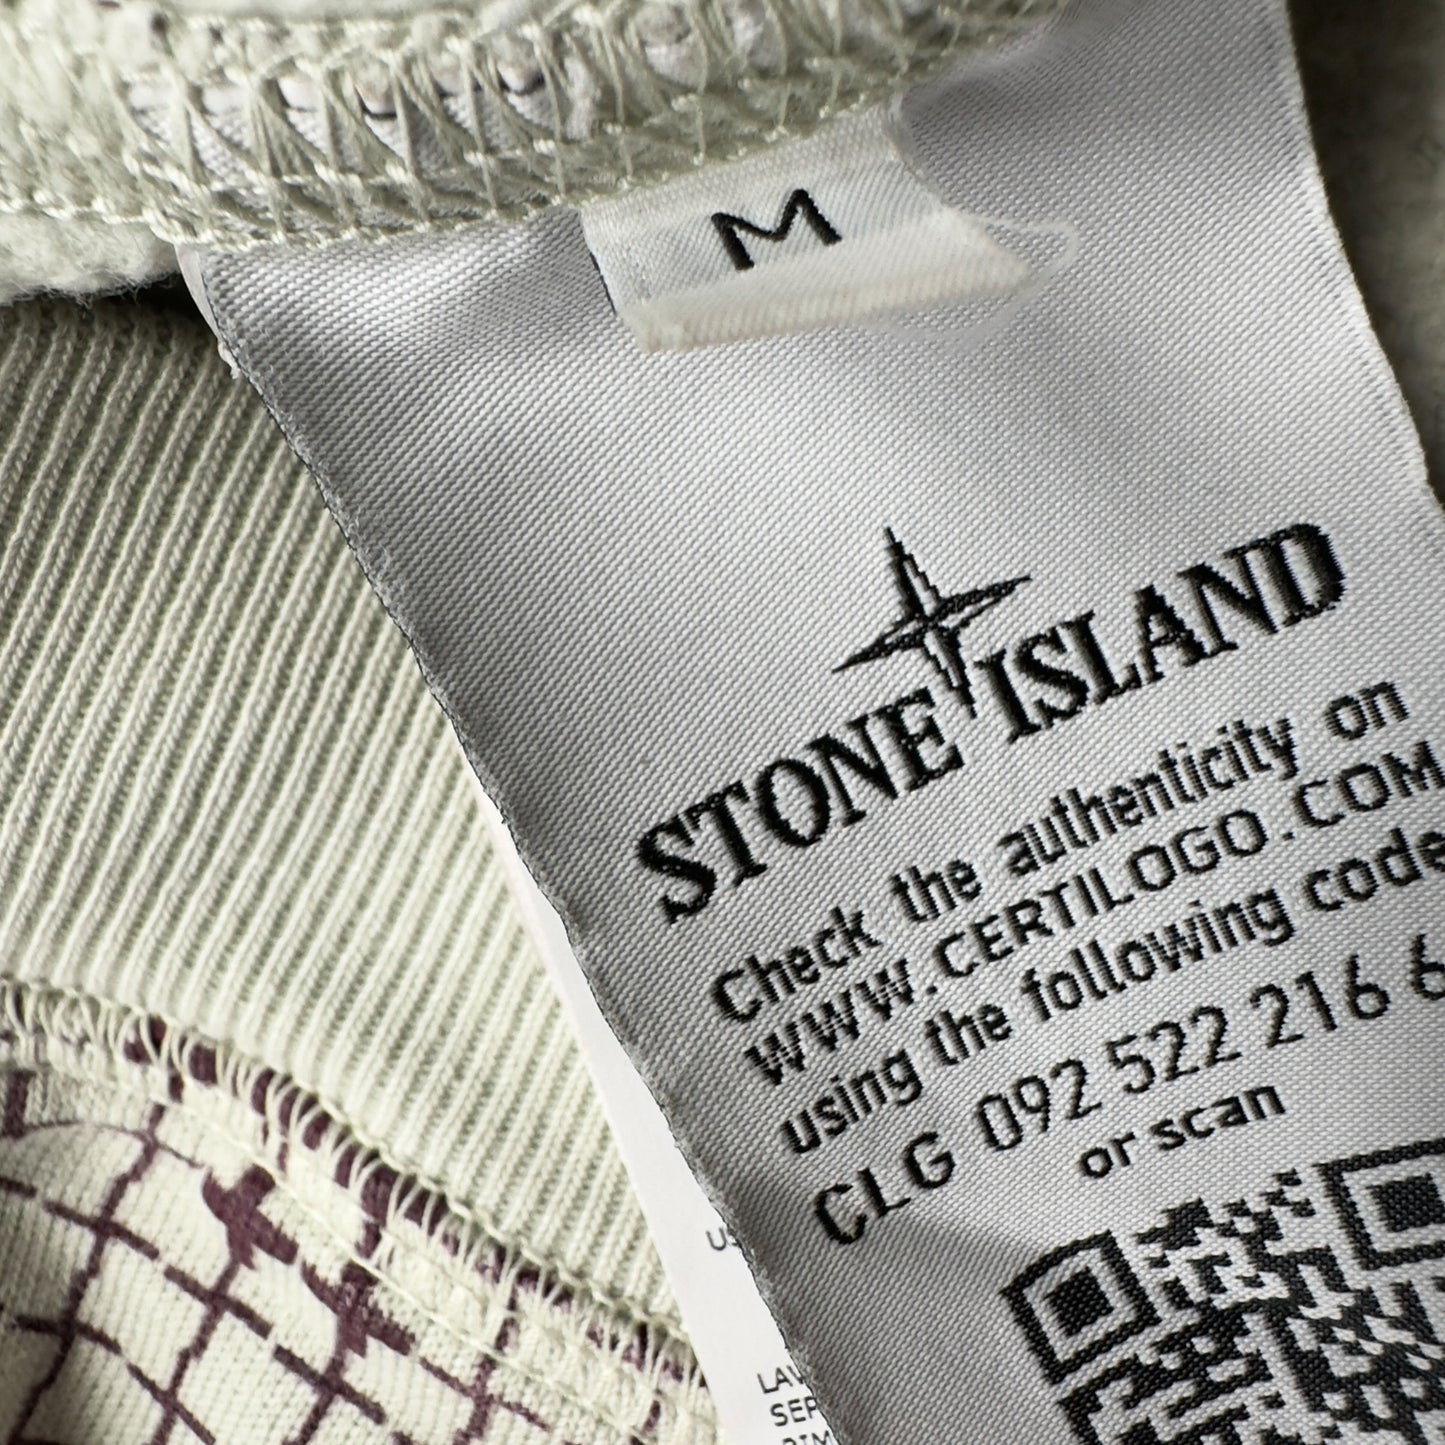 M
STONE ISLAND
Check the authenticity on
WWW.CERTILOGO.COM
using the following code
CLG 092 522 216 6
or scan